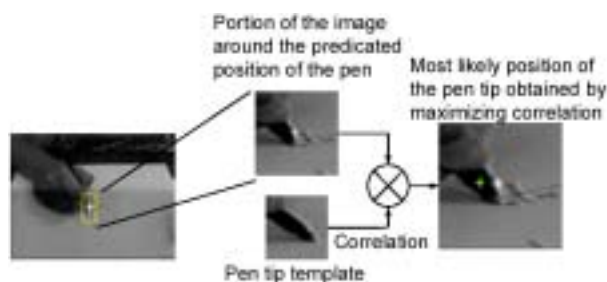 Portion of the image
around the predicated
position of the pen
Most likely position of
the pen tip obtained by
maximizing correlation
Correlation
Pen tip template